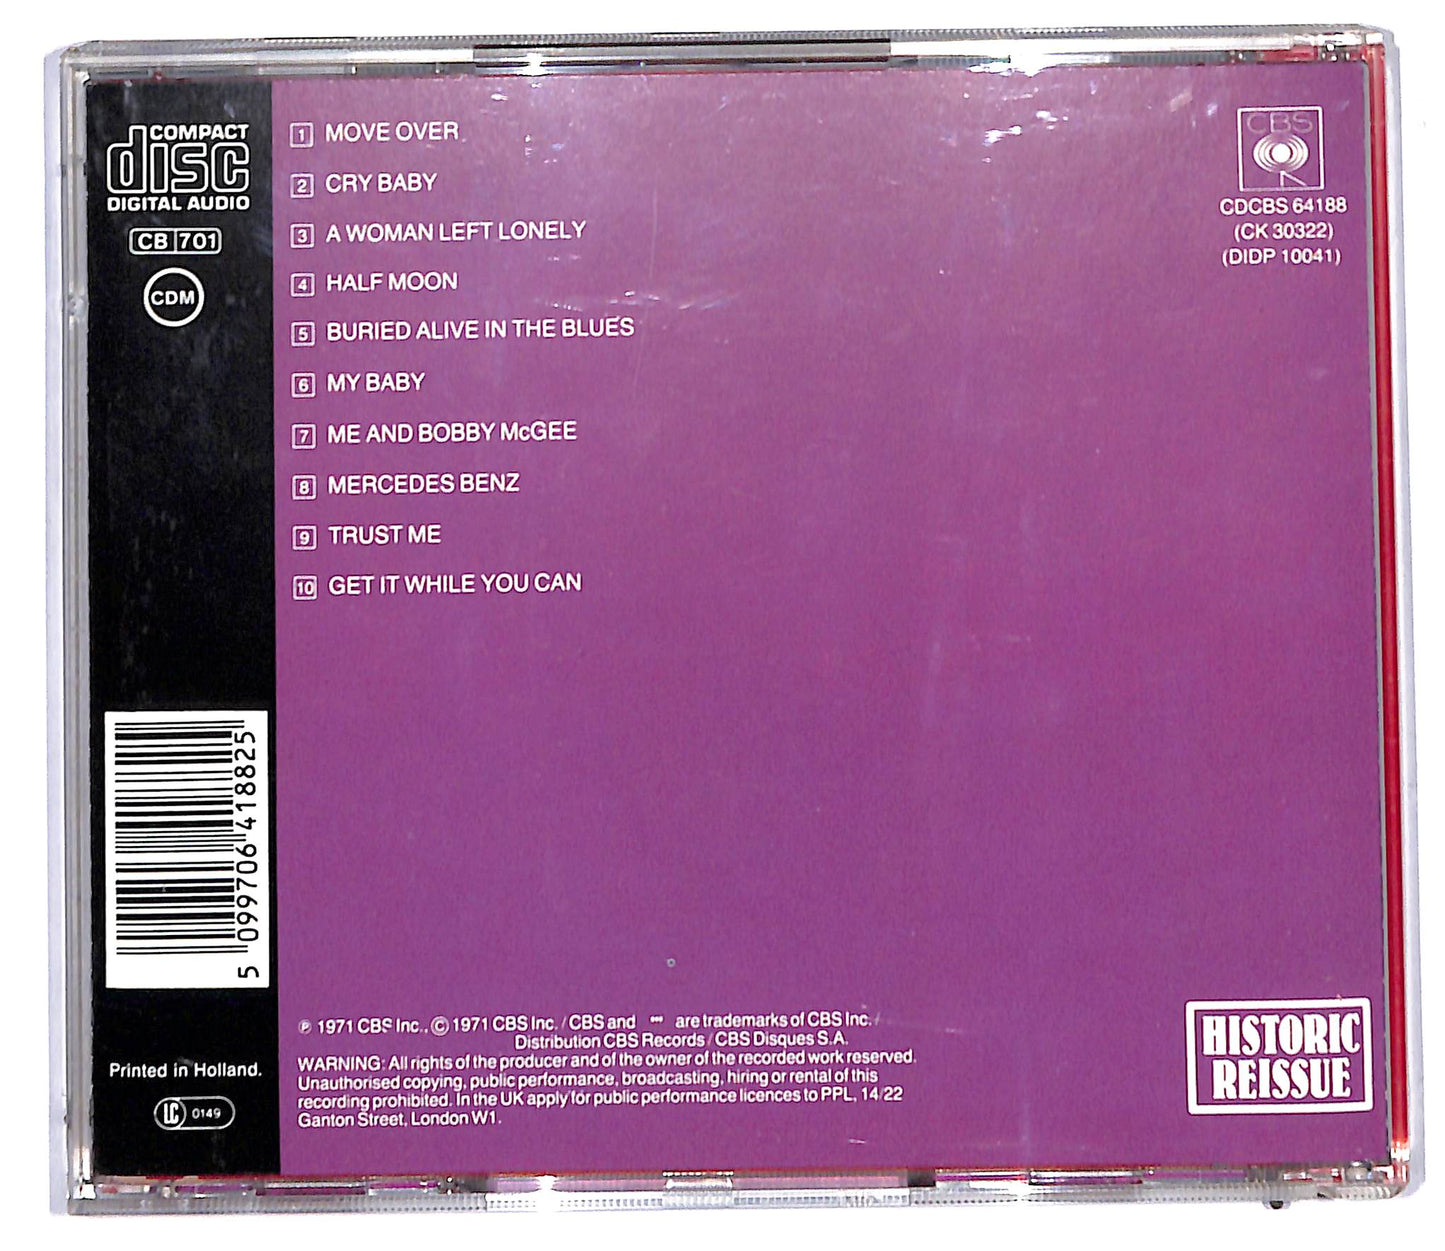 COMPACT
disc
DIGITAL AUDIO
CB 701
CDM
1 MOVE OVER
2 CRY BABY
3 A WOMAN LEFT LONELY
4 HALF MOON
5 BURIED ALIVE IN THE BLUES
6 MY BABY
7 ME AND BOBBY McGEE
8 MERCEDES BENZ
9 TRUST ME
10 GET IT WHILE YOU CAN
CBS
CDCBS 64188
(CK 30322)
(DIDP 10041)
5 099706 418825
Printed in Holland.
LC 0149
℗ 1971 CBS Inc., © 1971 CBS Inc. / CBS and are trademarks of CBS Inc. /
Distribution CBS Records / CBS Disques S.A.
WARNING: All rights of the producer and of the owner of the recorded work reserved.
Unauthorised copying, public performance, broadcasting, hiring or rental of this
recording prohibited. In the UK apply for public performance licences to PPL, 14/22
Ganton Street, London W1.
HISTORIC
REISSUE